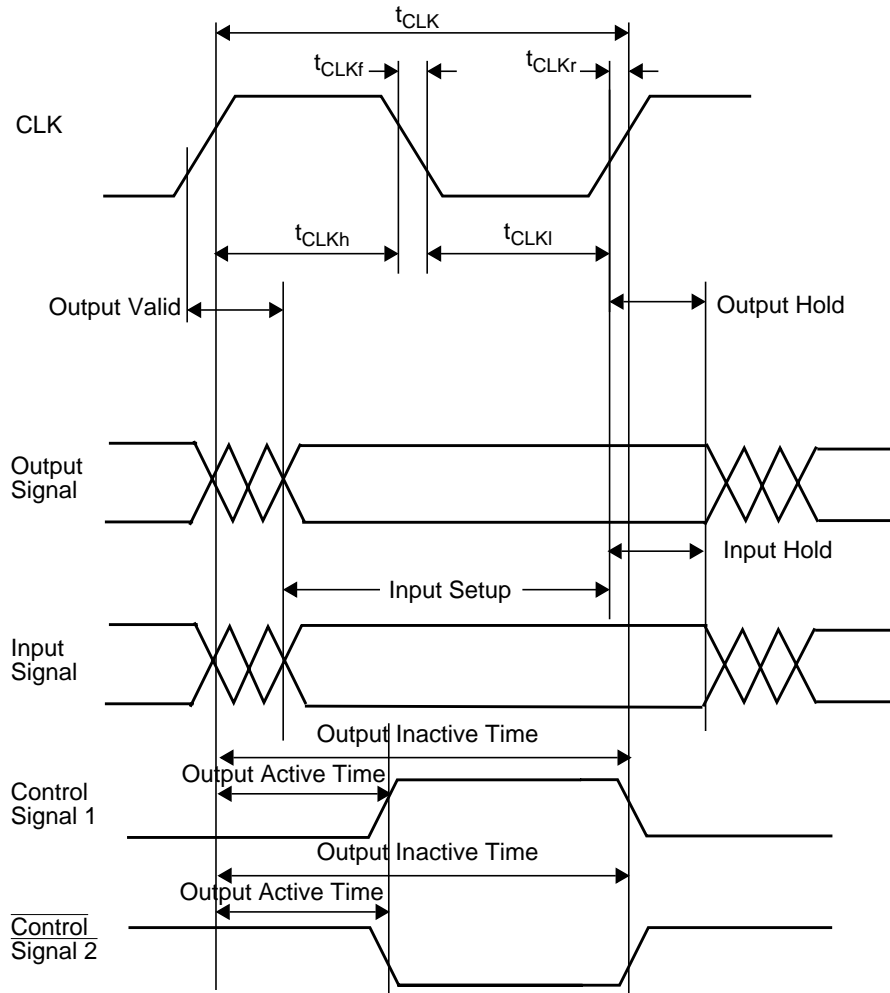 tCLK
tCLKf
tCLKr
CLK
tCLKh
tCLKl
Output Valid
Output Hold
Output
Signal
Input Hold
Input Setup
Input
Signal
Output Inactive Time
Output Active Time
Control
Signal 1
Output Inactive Time
Output Active Time
Control
Signal 2